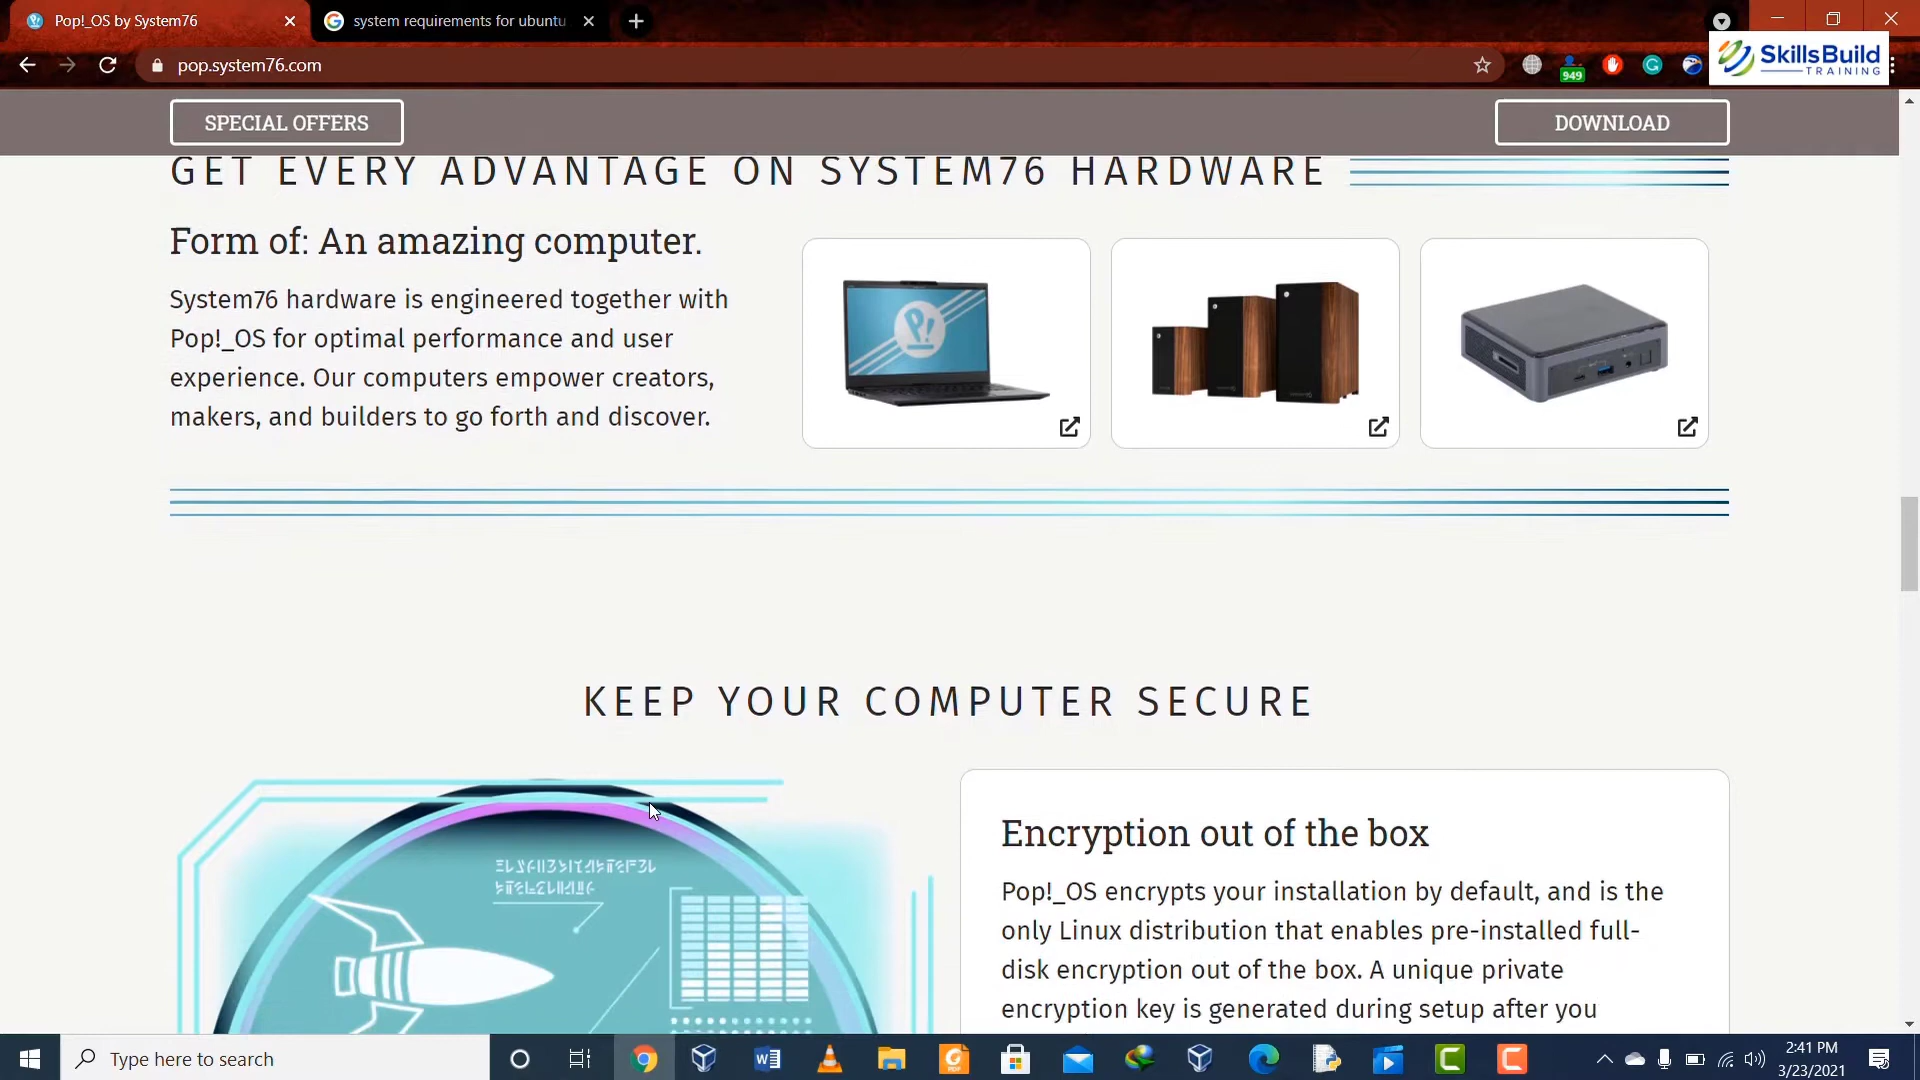 Pop!_OS by System76
system requirements for ubuntu
pop.system76.com
949
SkillsBuild
TRAINING
SPECIAL OFFERS
DOWNLOAD
GET EVERY ADVANTAGE ON SYSTEM76 HARDWARE
Form of: An amazing computer.
System76 hardware is engineered together with
Pop!_OS for optimal performance and user
experience. Our computers empower creators,
makers, and builders to go forth and discover.
P!
KEEP YOUR COMPUTER SECURE
Encryption out of the box
Pop!_OS encrypts your installation by default, and is the
only Linux distribution that enables pre-installed full-
disk encryption out of the box. A unique private
encryption key is generated during setup after you
Type here to search
2:41 PM
3/23/2021